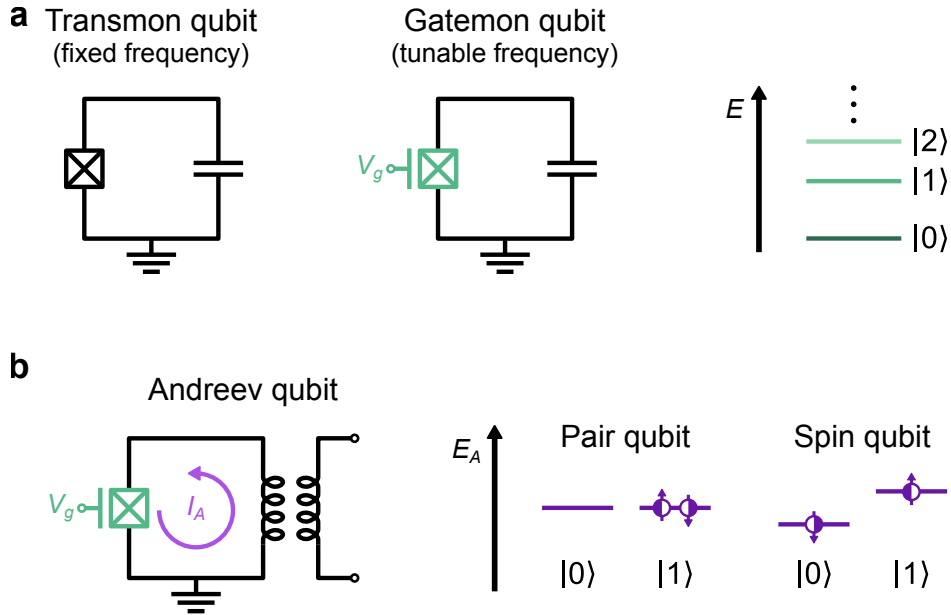 a
Transmon qubit
(fixed frequency)
Gatemon qubit
(tunable frequency)
V_g
E
|2⟩
|1⟩
|0⟩
b
Andreev qubit
V_g
I_A
E_A
Pair qubit
|0⟩
|1⟩
Spin qubit
|0⟩
|1⟩